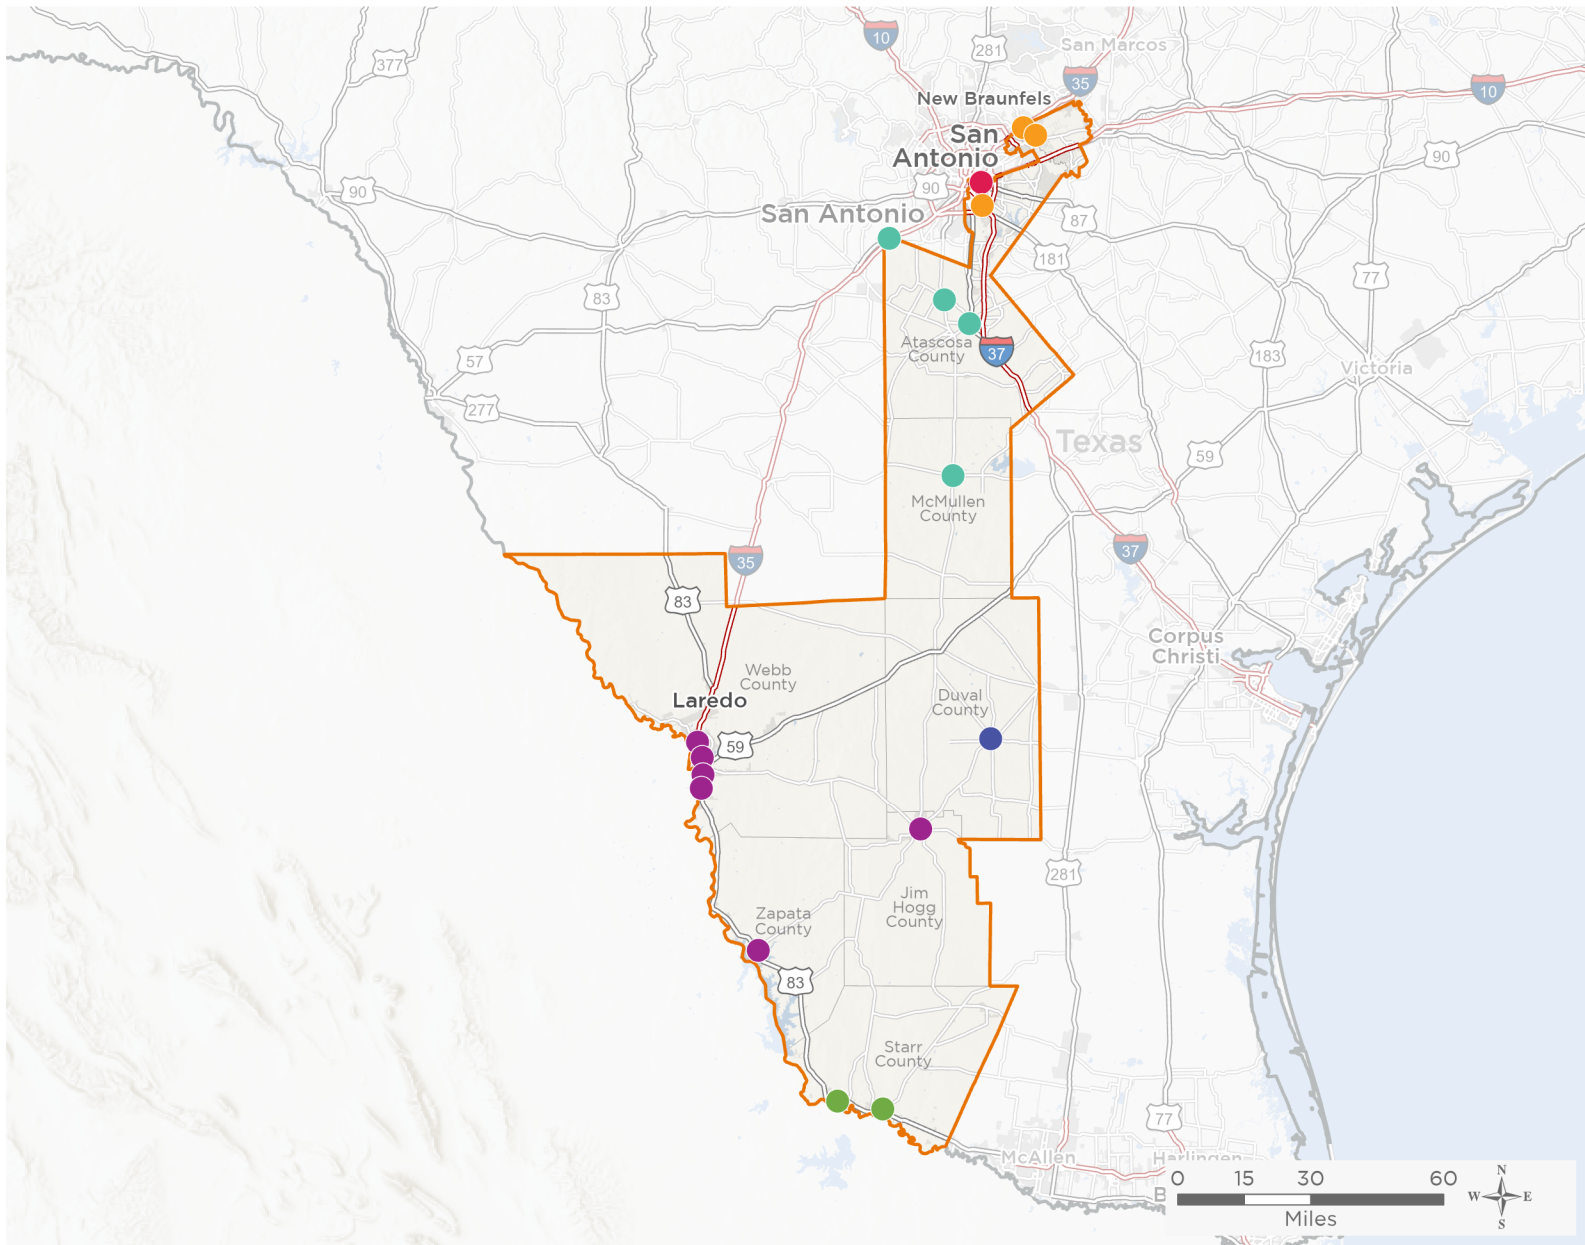 10
281
San Marcos
377
35
10
New Braunfels
San
Antonio
90
90
90
San Antonio
87
181
77
83
57
Atascosa
County
37
183
Victoria
277
Texas
59
McMullen
County
35
37
83
Corpus
Christi
Webb
County
Laredo
Duval
County
59
281
Jim
Hogg
County
Zapata
County
83
Starr
County
77
McAllen
Harlingen
B
0 15 30 60
Miles
N
W E
S